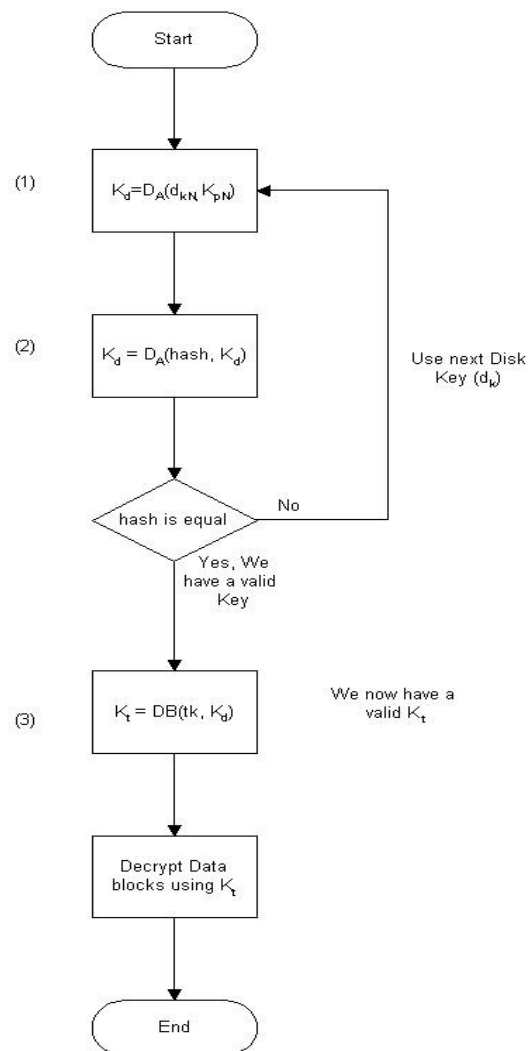 Start
(1)
K_d=D_A(d_kN, K_pN)
(2)
K_d = D_A(hash, K_d)
Use next Disk
Key (d_k)
hash is equal
No
Yes, We
have a valid
Key
(3)
K_t = DB(tk, K_d)
We now have a
valid K_t
Decrypt Data
blocks using K_t
End